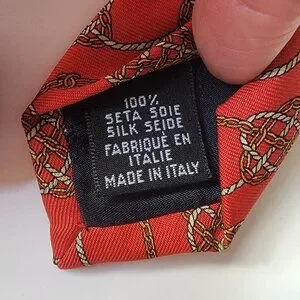 100%
SETA SOIE
SILK SEIDE
FABRIQUÉ EN
ITALIE
MADE IN ITALY